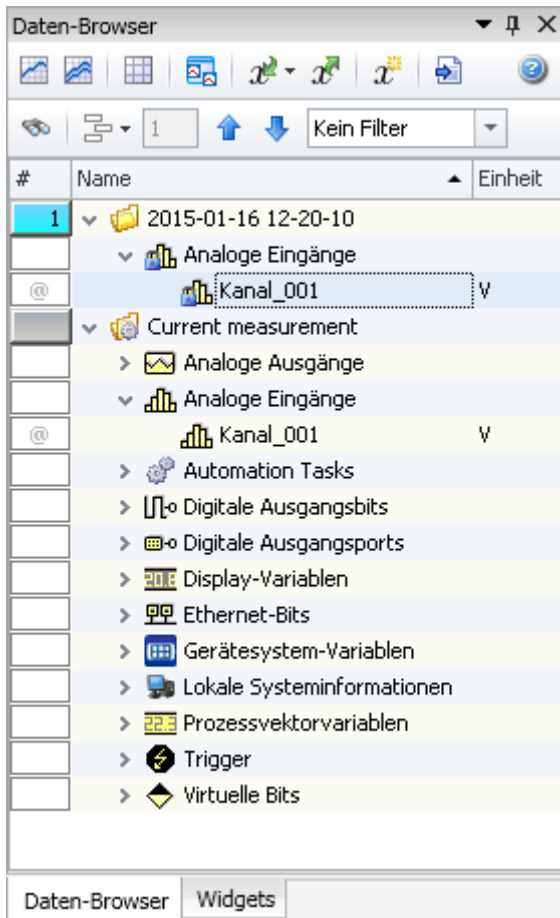 Daten-Browser
1 Kein Filter
# Name Einheit
1 2015-01-16 12-20-10
Analoge Eingänge
@ Kanal_001 V
Current measurement
Analoge Ausgänge
Analoge Eingänge
@ Kanal_001 V
Automation Tasks
Digitale Ausgangsbits
Digitale Ausgangsports
Display-Variablen
Ethernet-Bits
Gerätesystem-Variablen
Lokale Systeminformationen
Prozessvektorvariablen
Trigger
Virtuelle Bits
Daten-Browser Widgets